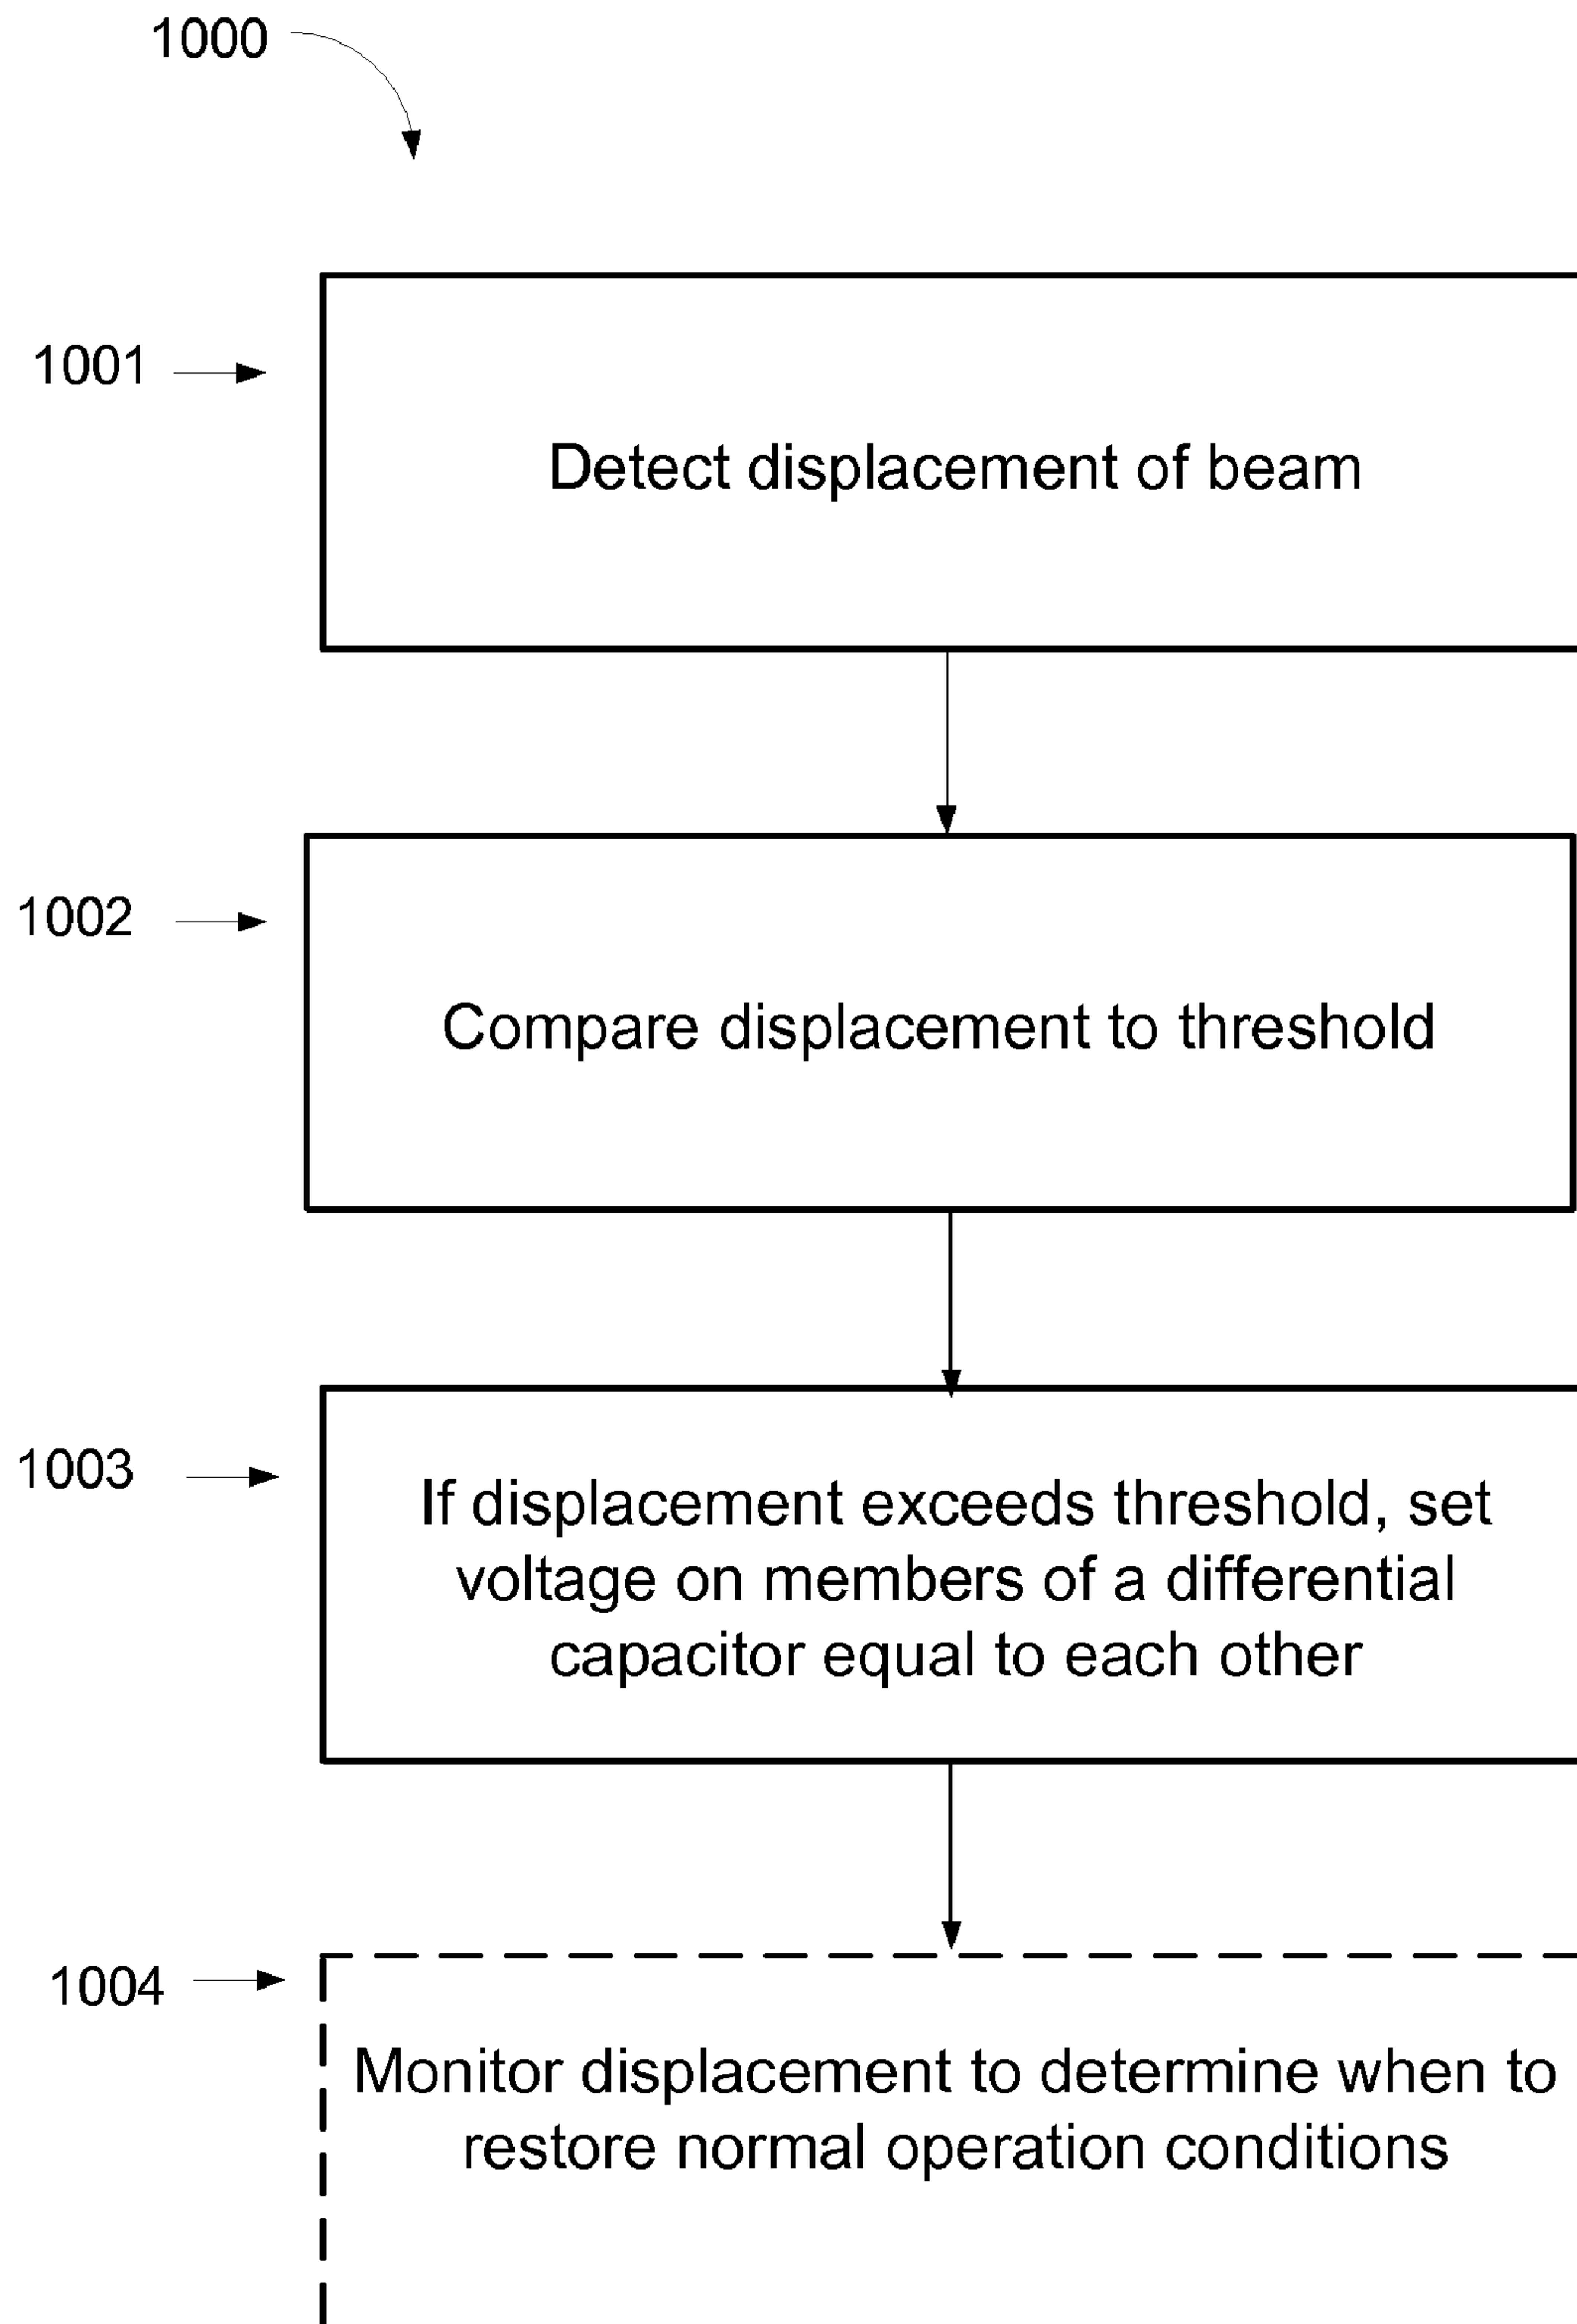 1000
1001
Detect displacement of beam
1002
Compare displacement to threshold
1003
If displacement exceeds threshold, set
voltage on members of a differential
capacitor equal to each other
1004
Monitor displacement to determine when to
restore normal operation conditions